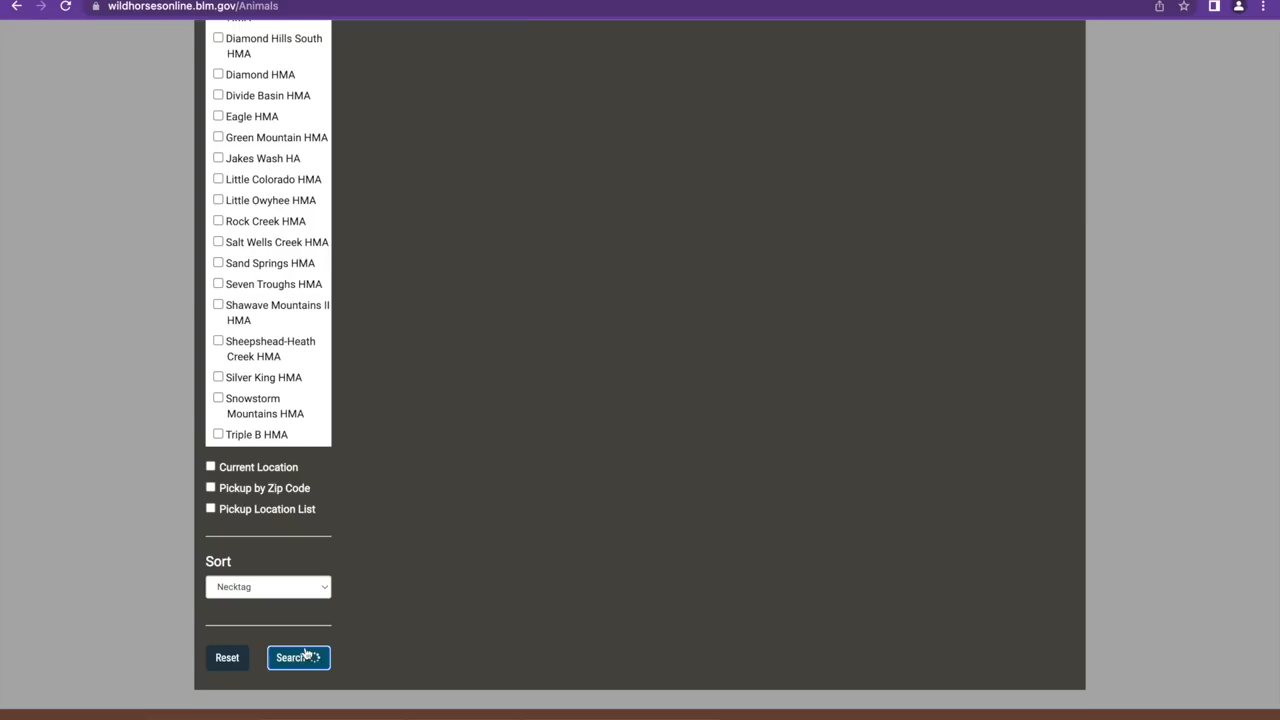 wildhorsesonline.blm.gov/Animals
Diamond Hills South
HMA
Diamond HMA
Divide Basin HMA
Eagle HMA
Green Mountain HMA
Jakes Wash HA
Little Colorado HMA
Little Owyhee HMA
Rock Creek HMA
Salt Wells Creek HMA
Sand Springs HMA
Seven Troughs HMA
Shawave Mountains II
HMA
Sheepshead-Heath
Creek HMA
Silver King HMA
Snowstorm
Mountains HMA
Triple B HMA
Current Location
Pickup by Zip Code
Pickup Location List
Sort
Necktag
Reset
Search